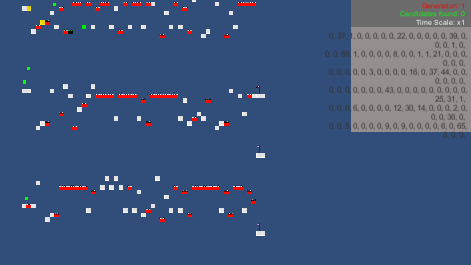 Generation: 1
Candidates found: 0
Time Scale: x1
0, 37, 1, 0, 0, 0, 0, 0, 22, 0, 0, 0, 0, 0, 39, 0,
0, 0, 1, 0,
0, 0, 1, 0, 0, 0, 0, 8, 0, 0, 1, 1, 21, 0, 0, 0,
0, 0, 0,
0, 0, 0, 0, 3, 0, 0, 0, 0, 16, 0, 37, 44, 0, 0,
0, 0, 0, 0,
0, 0, 0, 0, 0, 43, 0, 0, 0, 0, 0, 0, 0, 0, 0, 0,
25, 31, 1,
0, 0, 6, 0, 0, 0, 0, 12, 30, 14, 0, 0, 0, 2, 0,
0, 0, 36, 0,
0, 0, 5, 0, 0, 0, 0, 9, 0, 9, 0, 0, 0, 6, 0, 65,
0, 0, 0,